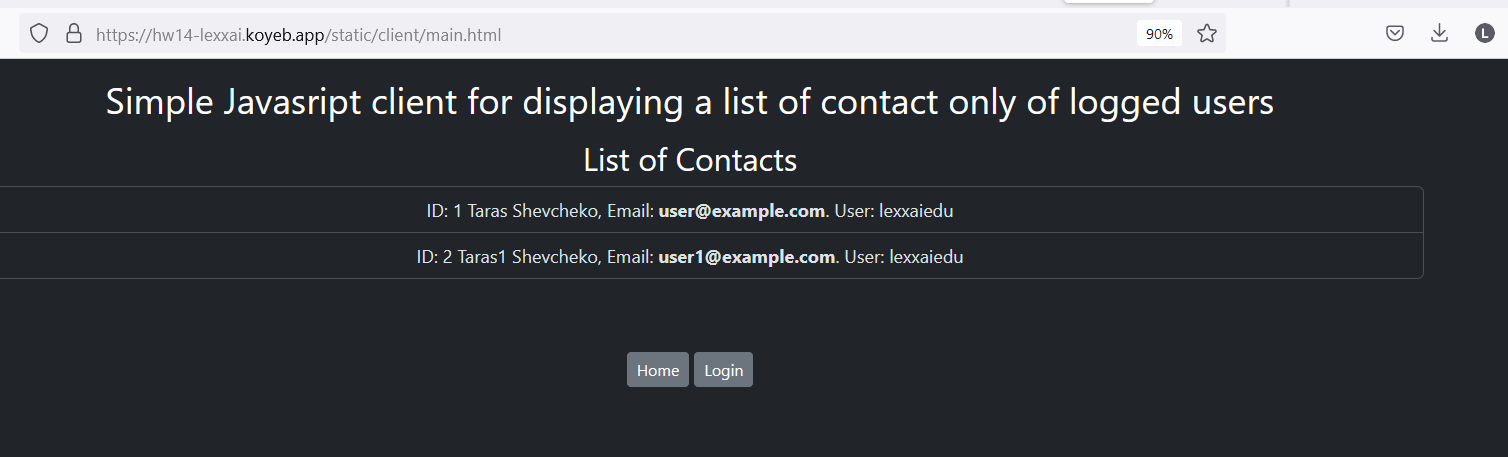 https://hw14-lexxai.koyeb.app/static/client/main.html 90% L
Simple Javasript client for displaying a list of contact only of logged users
List of Contacts
ID: 1 Taras Shevcheko, Email: user@example.com. User: lexxaiedu
ID: 2 Taras1 Shevcheko, Email: user1@example.com. User: lexxaiedu
Home Login